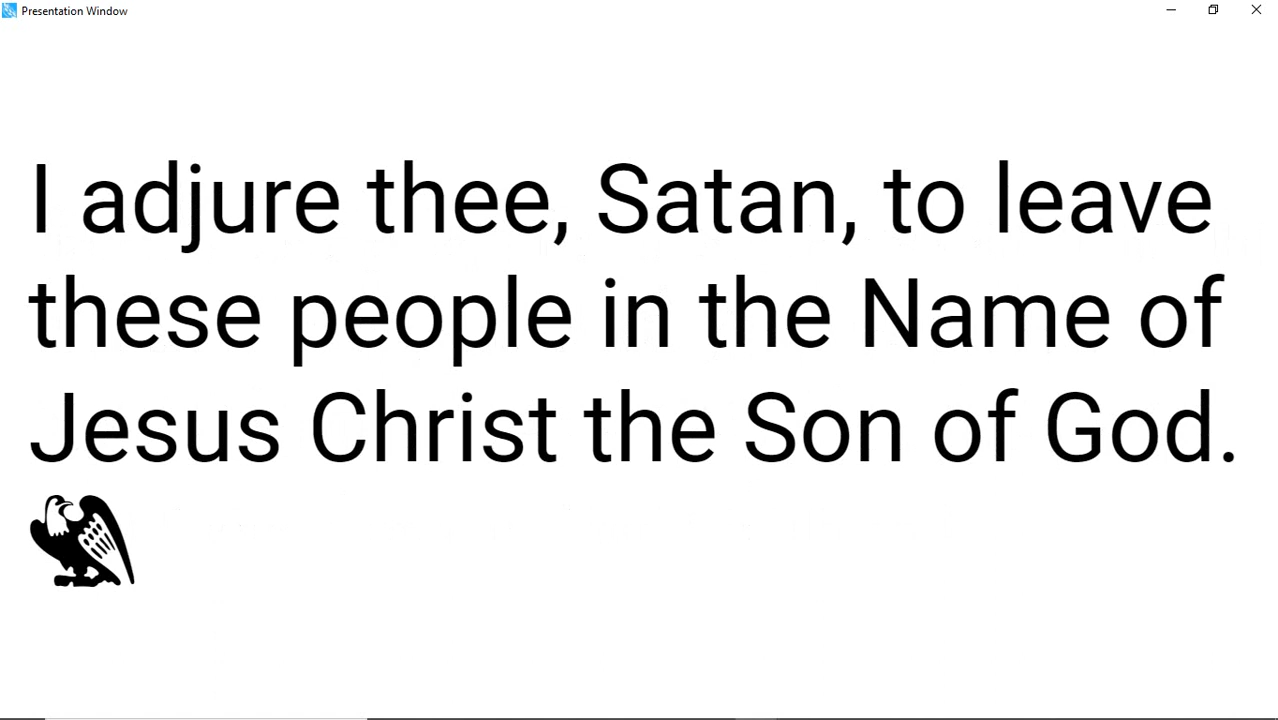 Presentation Window
I adjure thee, Satan, to leave
these people in the Name of
Jesus Christ the Son of God.